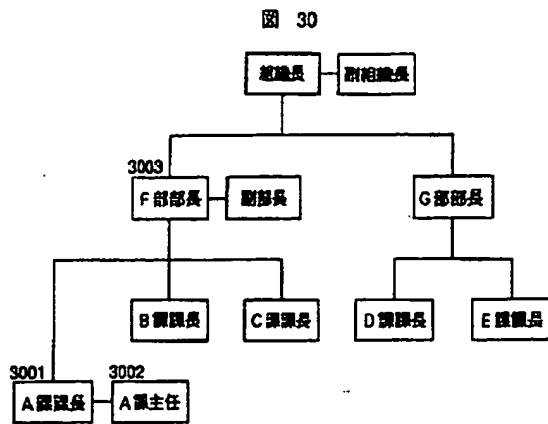 図 30
組織長 副組織長
3003
F部部長 副部長 G部部長
B課課長 C課課長 D課課長 E課課長
3001 3002
A課課長 A課主任